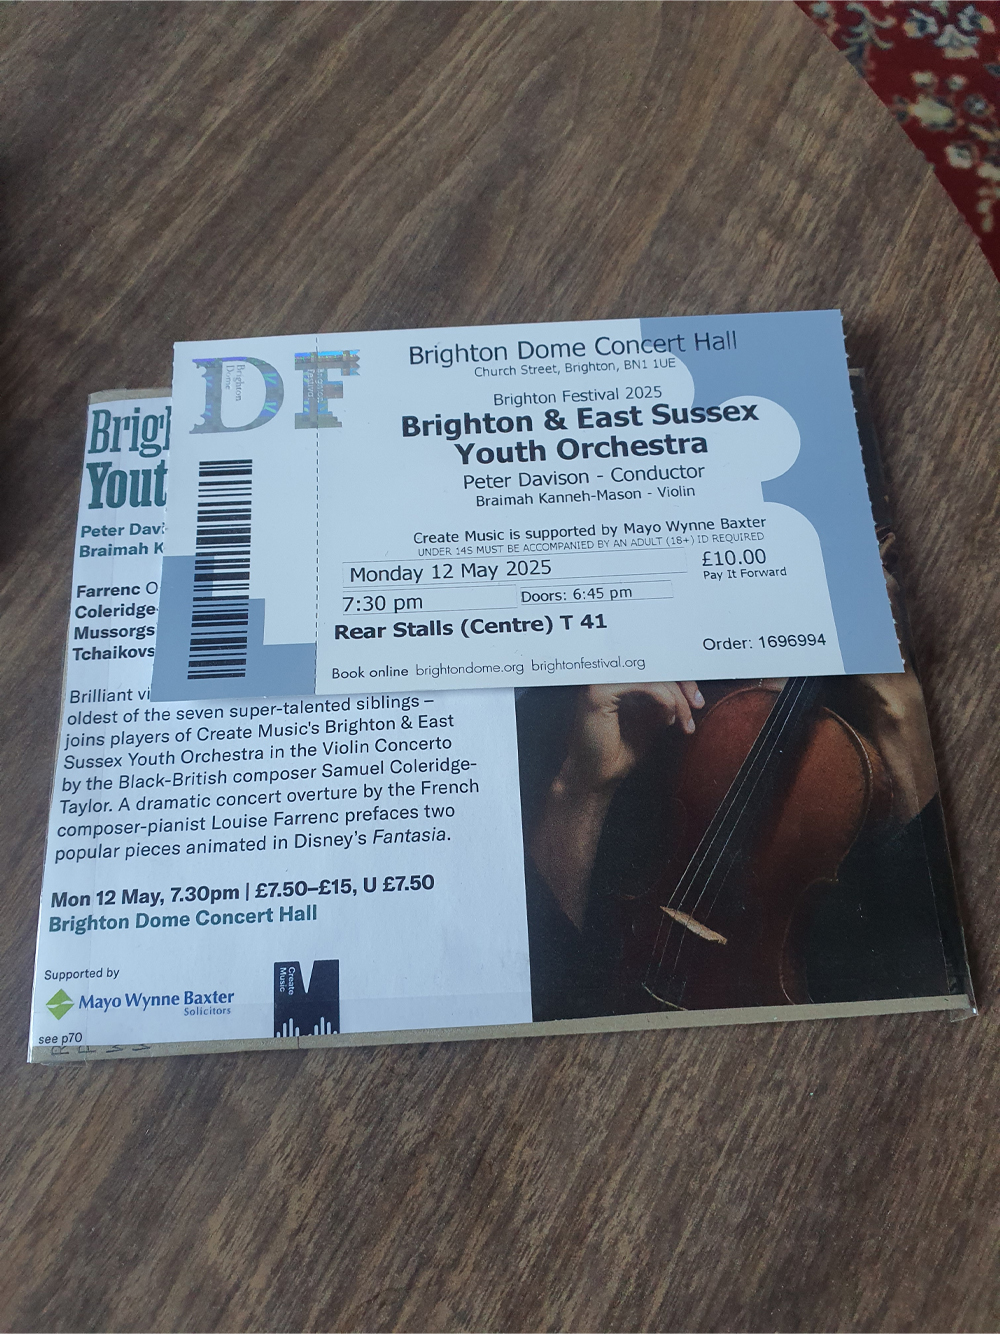 DF
Brighton
Dome
Brighton Dome Concert Hall
Church Street, Brighton, BN1 1UE
Brighton Festival 2025
Brighton & East Sussex
Youth Orchestra
Peter Davison - Conductor
Braimah Kanneh-Mason - Violin
Create Music is supported by Mayo Wynne Baxter
UNDER 14S MUST BE ACCOMPANIED BY AN ADULT (18+) ID REQUIRED
£10.00
Pay It Forward
Monday 12 May 2025
7:30 pm
Doors: 6:45 pm
Rear Stalls (Centre) T 41
Order: 1696994
Book online brightondome.org brightonfestival.org
Brigh
Yout
Peter Davi
Braimah K
Farrenc O
Coleridge-
Mussorgs
Tchaikovs
Brilliant vi
oldest of the seven super-talented siblings –
joins players of Create Music's Brighton & East
Sussex Youth Orchestra in the Violin Concerto
by the Black-British composer Samuel Coleridge-
Taylor. A dramatic concert overture by the French
composer-pianist Louise Farrenc prefaces two
popular pieces animated in Disney's Fantasia.
Mon 12 May, 7.30pm | £7.50–£15, U £7.50
Brighton Dome Concert Hall
Supported by
Mayo Wynne Baxter
Solicitors
Create
Music
see p70